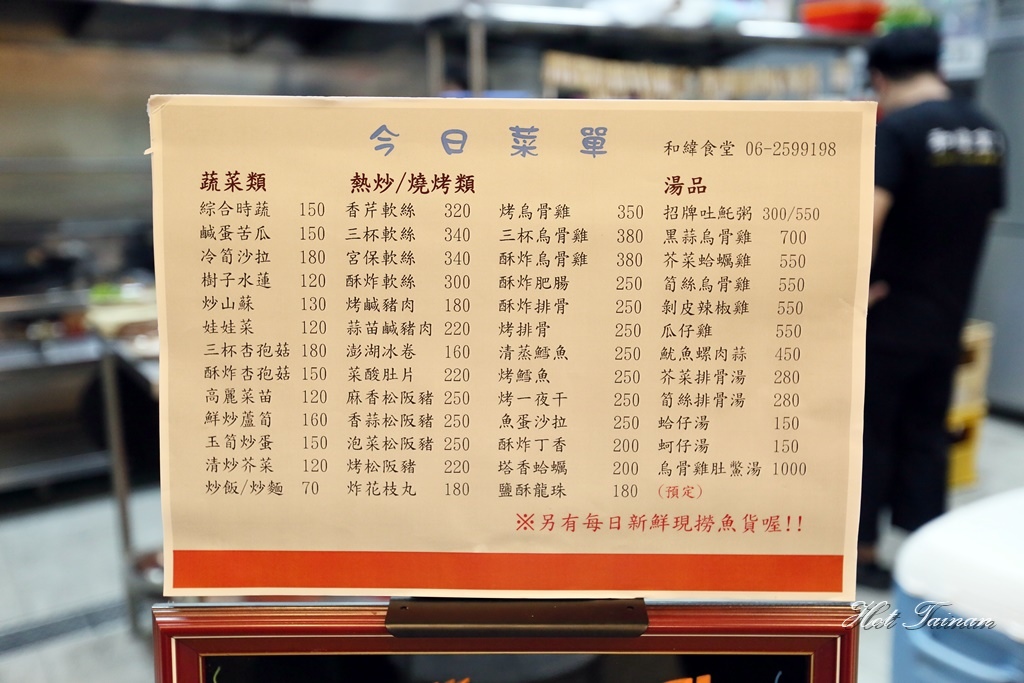 今日菜單
和緯食堂 06-2599198
蔬菜類
綜合時蔬 150
鹹蛋苦瓜 150
冷筍沙拉 180
樹子水蓮 120
炒山蘇 130
娃娃菜 120
三杯杏孢菇 180
酥炸杏孢菇 150
高麗菜苗 120
鮮炒蘆筍 160
玉筍炒蛋 150
清炒芥菜 120
炒飯/炒麵 70
熱炒/燒烤類
香芹軟絲 320
三杯軟絲 340
宮保軟絲 340
酥炸軟絲 300
烤鹹豬肉 180
蒜苗鹹豬肉 220
澎湖冰卷 160
菜酸肚片 220
麻香松阪豬 250
香蒜松阪豬 250
泡菜松阪豬 250
烤松阪豬 220
炸花枝丸 180
烤烏骨雞 350
三杯烏骨雞 380
酥炸烏骨雞 380
酥炸肥腸 250
酥炸排骨 250
烤排骨 250
清蒸鱈魚 250
烤鱈魚 250
烤一夜干 250
魚蛋沙拉 250
酥炸丁香 200
塔香蛤蠣 200
鹽酥龍珠 180
湯品
招牌吐魠粥 300/550
黑蒜烏骨雞 700
芥菜蛤蠣雞 550
筍絲烏骨雞 550
剝皮辣椒雞 550
瓜仔雞 550
魷魚螺肉蒜 450
芥菜排骨湯 280
筍絲排骨湯 280
蛤仔湯 150
蚵仔湯 150
烏骨雞肚鱉湯 1000
(預定)
※另有每日新鮮現撈魚貨喔!!
Hot Tainan